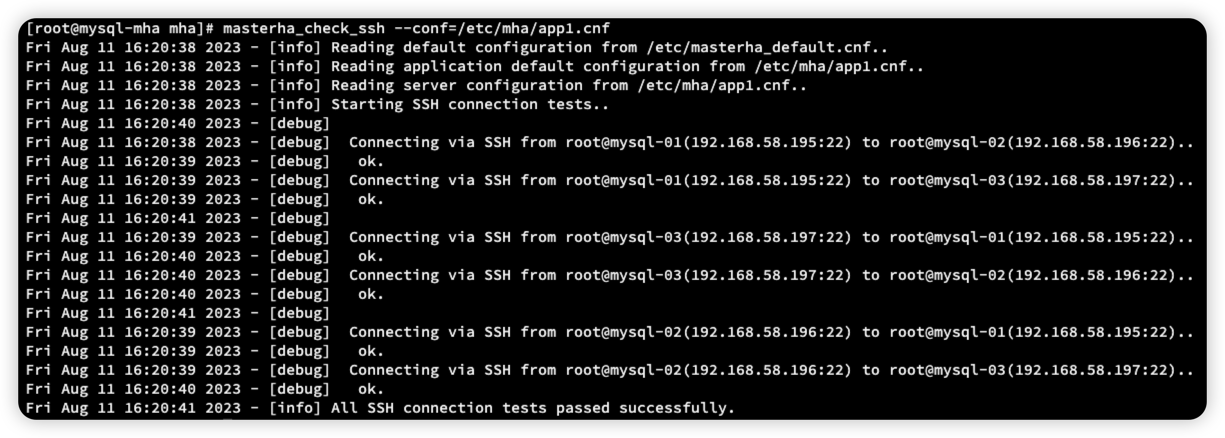 [root@mysql-mha mha]# masterha_check_ssh --conf=/etc/mha/app1.cnf
Fri Aug 11 16:20:38 2023 - [info] Reading default configuration from /etc/masterha_default.cnf..
Fri Aug 11 16:20:38 2023 - [info] Reading application default configuration from /etc/mha/app1.cnf..
Fri Aug 11 16:20:38 2023 - [info] Reading server configuration from /etc/mha/app1.cnf..
Fri Aug 11 16:20:38 2023 - [info] Starting SSH connection tests..
Fri Aug 11 16:20:40 2023 - [debug]
Fri Aug 11 16:20:38 2023 - [debug]  Connecting via SSH from root@mysql-01(192.168.58.195:22) to root@mysql-02(192.168.58.196:22)..
Fri Aug 11 16:20:39 2023 - [debug]   ok.
Fri Aug 11 16:20:39 2023 - [debug]  Connecting via SSH from root@mysql-01(192.168.58.195:22) to root@mysql-03(192.168.58.197:22)..
Fri Aug 11 16:20:39 2023 - [debug]   ok.
Fri Aug 11 16:20:41 2023 - [debug]
Fri Aug 11 16:20:39 2023 - [debug]  Connecting via SSH from root@mysql-03(192.168.58.197:22) to root@mysql-01(192.168.58.195:22)..
Fri Aug 11 16:20:40 2023 - [debug]   ok.
Fri Aug 11 16:20:40 2023 - [debug]  Connecting via SSH from root@mysql-03(192.168.58.197:22) to root@mysql-02(192.168.58.196:22)..
Fri Aug 11 16:20:40 2023 - [debug]   ok.
Fri Aug 11 16:20:41 2023 - [debug]
Fri Aug 11 16:20:39 2023 - [debug]  Connecting via SSH from root@mysql-02(192.168.58.196:22) to root@mysql-01(192.168.58.195:22)..
Fri Aug 11 16:20:39 2023 - [debug]   ok.
Fri Aug 11 16:20:39 2023 - [debug]  Connecting via SSH from root@mysql-02(192.168.58.196:22) to root@mysql-03(192.168.58.197:22)..
Fri Aug 11 16:20:40 2023 - [debug]   ok.
Fri Aug 11 16:20:41 2023 - [info] All SSH connection tests passed successfully.